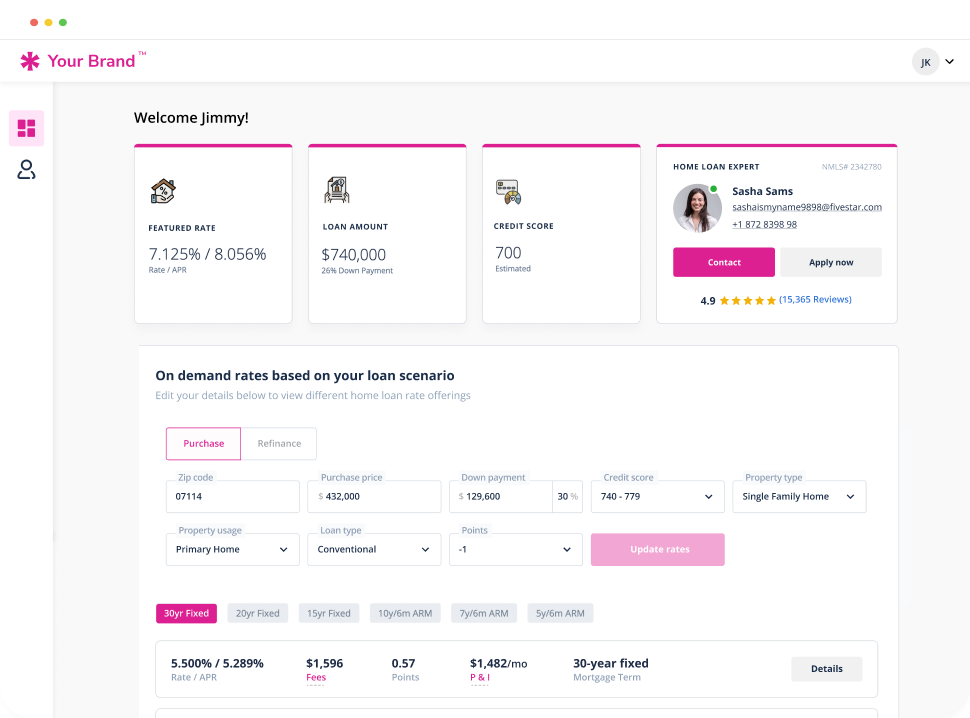 Your Brand™
JK
Welcome Jimmy!
FEATURED RATE
7.125% / 8.056%
Rate / APR
LOAN AMOUNT
$740,000
26% Down Payment
CREDIT SCORE
700
Estimated
HOME LOAN EXPERT NMLS# 2342780
Sasha Sams
sashaismyname9898@fivestar.com
+1 872 8398 98
Contact Apply now
4.9 (15,365 Reviews)
On demand rates based on your loan scenario
Edit your details below to view different home loan rate offerings
Purchase Refinance
Zip code Purchase price Down payment Credit score Property type
07114 $ 432,000 $ 129,600 30 % 740 - 779 Single Family Home
Property usage Loan type Points
Primary Home Conventional -1 Update rates
30yr Fixed 20yr Fixed 15yr Fixed 10y/6m ARM 7y/6m ARM 5y/6m ARM
5.500% / 5.289% $1,596 0.57 $1,482/mo 30-year fixed Details
Rate / APR Fees Points P & I Mortgage Term